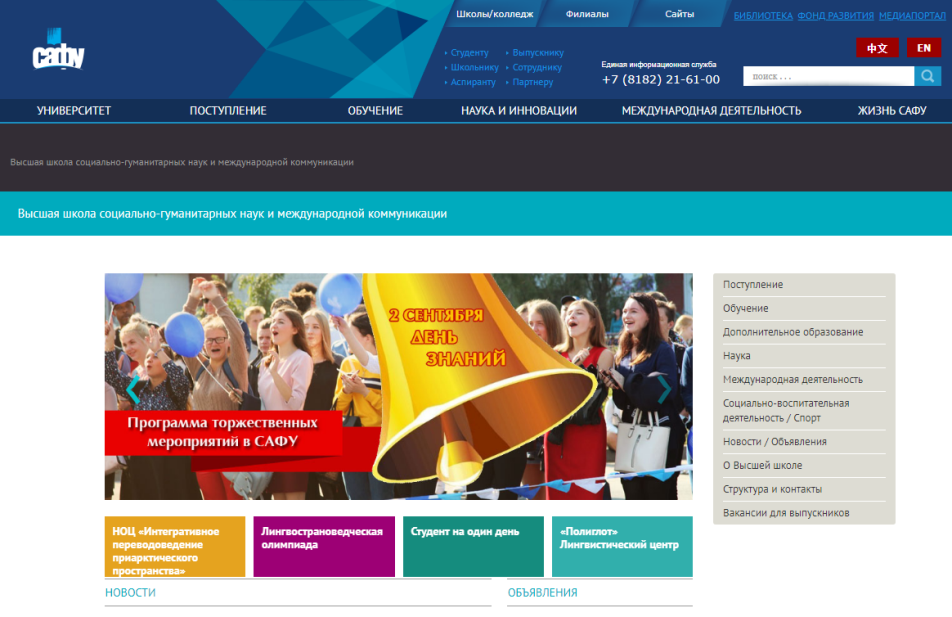 Школы/колледж Филиалы Сайты БИБЛИОТЕКА ФОНД РАЗВИТИЯ МЕДИАПОРТАЛ
сафу
Студенту Выпускнику
Школьнику Сотруднику
Аспиранту Партнеру
Единая информационная служба
+7 (8182) 21-61-00
中文 EN
поиск ...
УНИВЕРСИТЕТ ПОСТУПЛЕНИЕ ОБУЧЕНИЕ НАУКА И ИННОВАЦИИ МЕЖДУНАРОДНАЯ ДЕЯТЕЛЬНОСТЬ ЖИЗНЬ САФУ
Высшая школа социально-гуманитарных наук и международной коммуникации
Высшая школа социально-гуманитарных наук и международной коммуникации
2 СЕНТЯБРЯ
ДЕНЬ
ЗНАНИЙ
Программа торжественных
мероприятий в САФУ
Поступление
Обучение
Дополнительное образование
Наука
Международная деятельность
Социально-воспитательная
деятельность / Спорт
Новости / Объявления
О Высшей школе
Структура и контакты
Вакансии для выпускников
НОЦ «Интегративное
переводоведение
приарктического
пространства»
Лингвострановедческая
олимпиада
Студент на один день
«Полиглот»
Лингвистический центр
НОВОСТИ
ОБЪЯВЛЕНИЯ